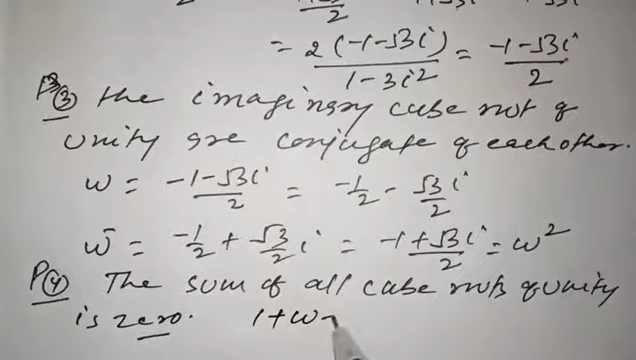 2
= 2(-1-√3i)/1-3i² = -1-√3i/2
P③ the imaginary cube root of
unity are conjugate of each other.
ω = -1-√3i/2 = -1/2 - √3i/2
ω̄ = -1/2 + √3/2 i = -1+√3i/2 = ω²
P④ The sum of all cube roots of unity
is zero. 1+ω+